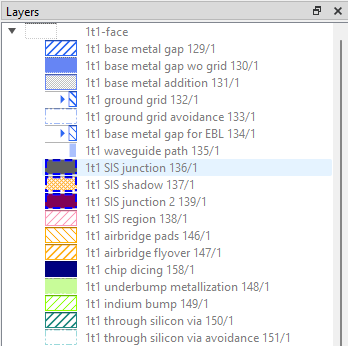 Layers
1t1-face
1t1 base metal gap 129/1
1t1 base metal gap wo grid 130/1
1t1 base metal addition 131/1
1t1 ground grid 132/1
1t1 ground grid avoidance 133/1
1t1 base metal gap for EBL 134/1
1t1 waveguide path 135/1
1t1 SIS junction 136/1
1t1 SIS shadow 137/1
1t1 SIS junction 2 139/1
1t1 SIS region 138/1
1t1 airbridge pads 146/1
1t1 airbridge flyover 147/1
1t1 chip dicing 158/1
1t1 underbump metallization 148/1
1t1 indium bump 149/1
1t1 through silicon via 150/1
1t1 through silicon via avoidance 151/1